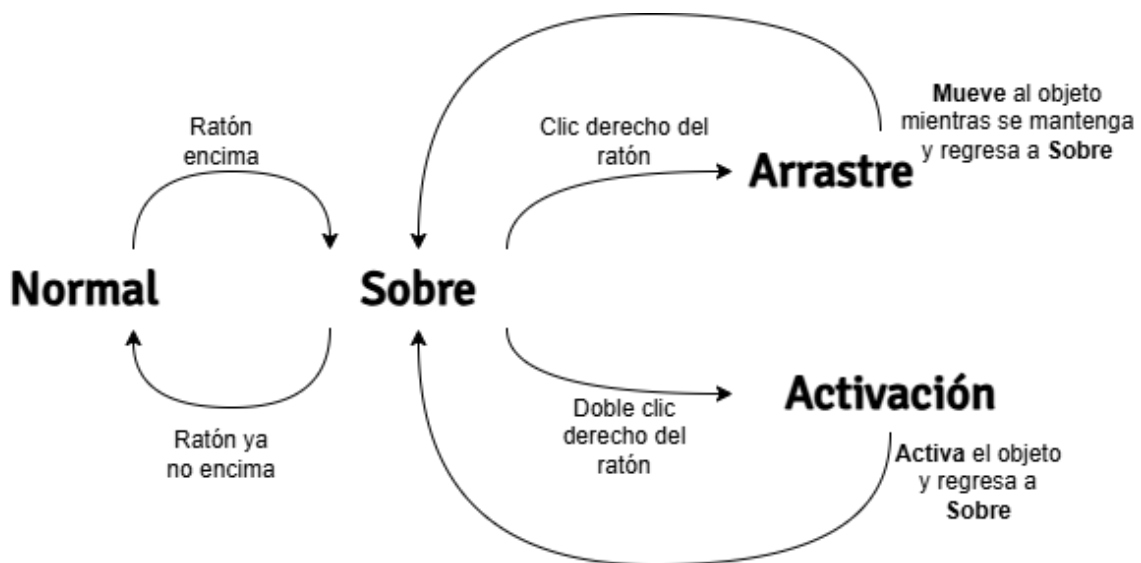 Ratón
encima
Clic derecho del
ratón
Mueve al objeto
mientras se mantenga
y regresa a Sobre
Arrastre
Normal
Sobre
Ratón ya
no encima
Doble clic
derecho del
ratón
Activación
Activa el objeto
y regresa a
Sobre